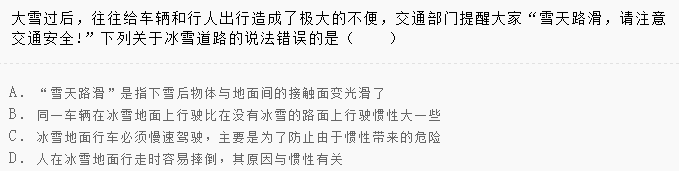 大雪过后，往往给车辆和行人出行造成了极大的不便，交通部门提醒大家“雪天路滑，请注意
交通安全!”下列关于冰雪道路的说法错误的是（　　）
A. “雪天路滑”是指下雪后物体与地面间的接触面变光滑了
B. 同一车辆在冰雪地面上行驶比在没有冰雪的路面上行驶惯性大一些
C. 冰雪地面行车必须慢速驾驶，主要是为了防止由于惯性带来的危险
D. 人在冰雪地面行走时容易摔倒，其原因与惯性有关